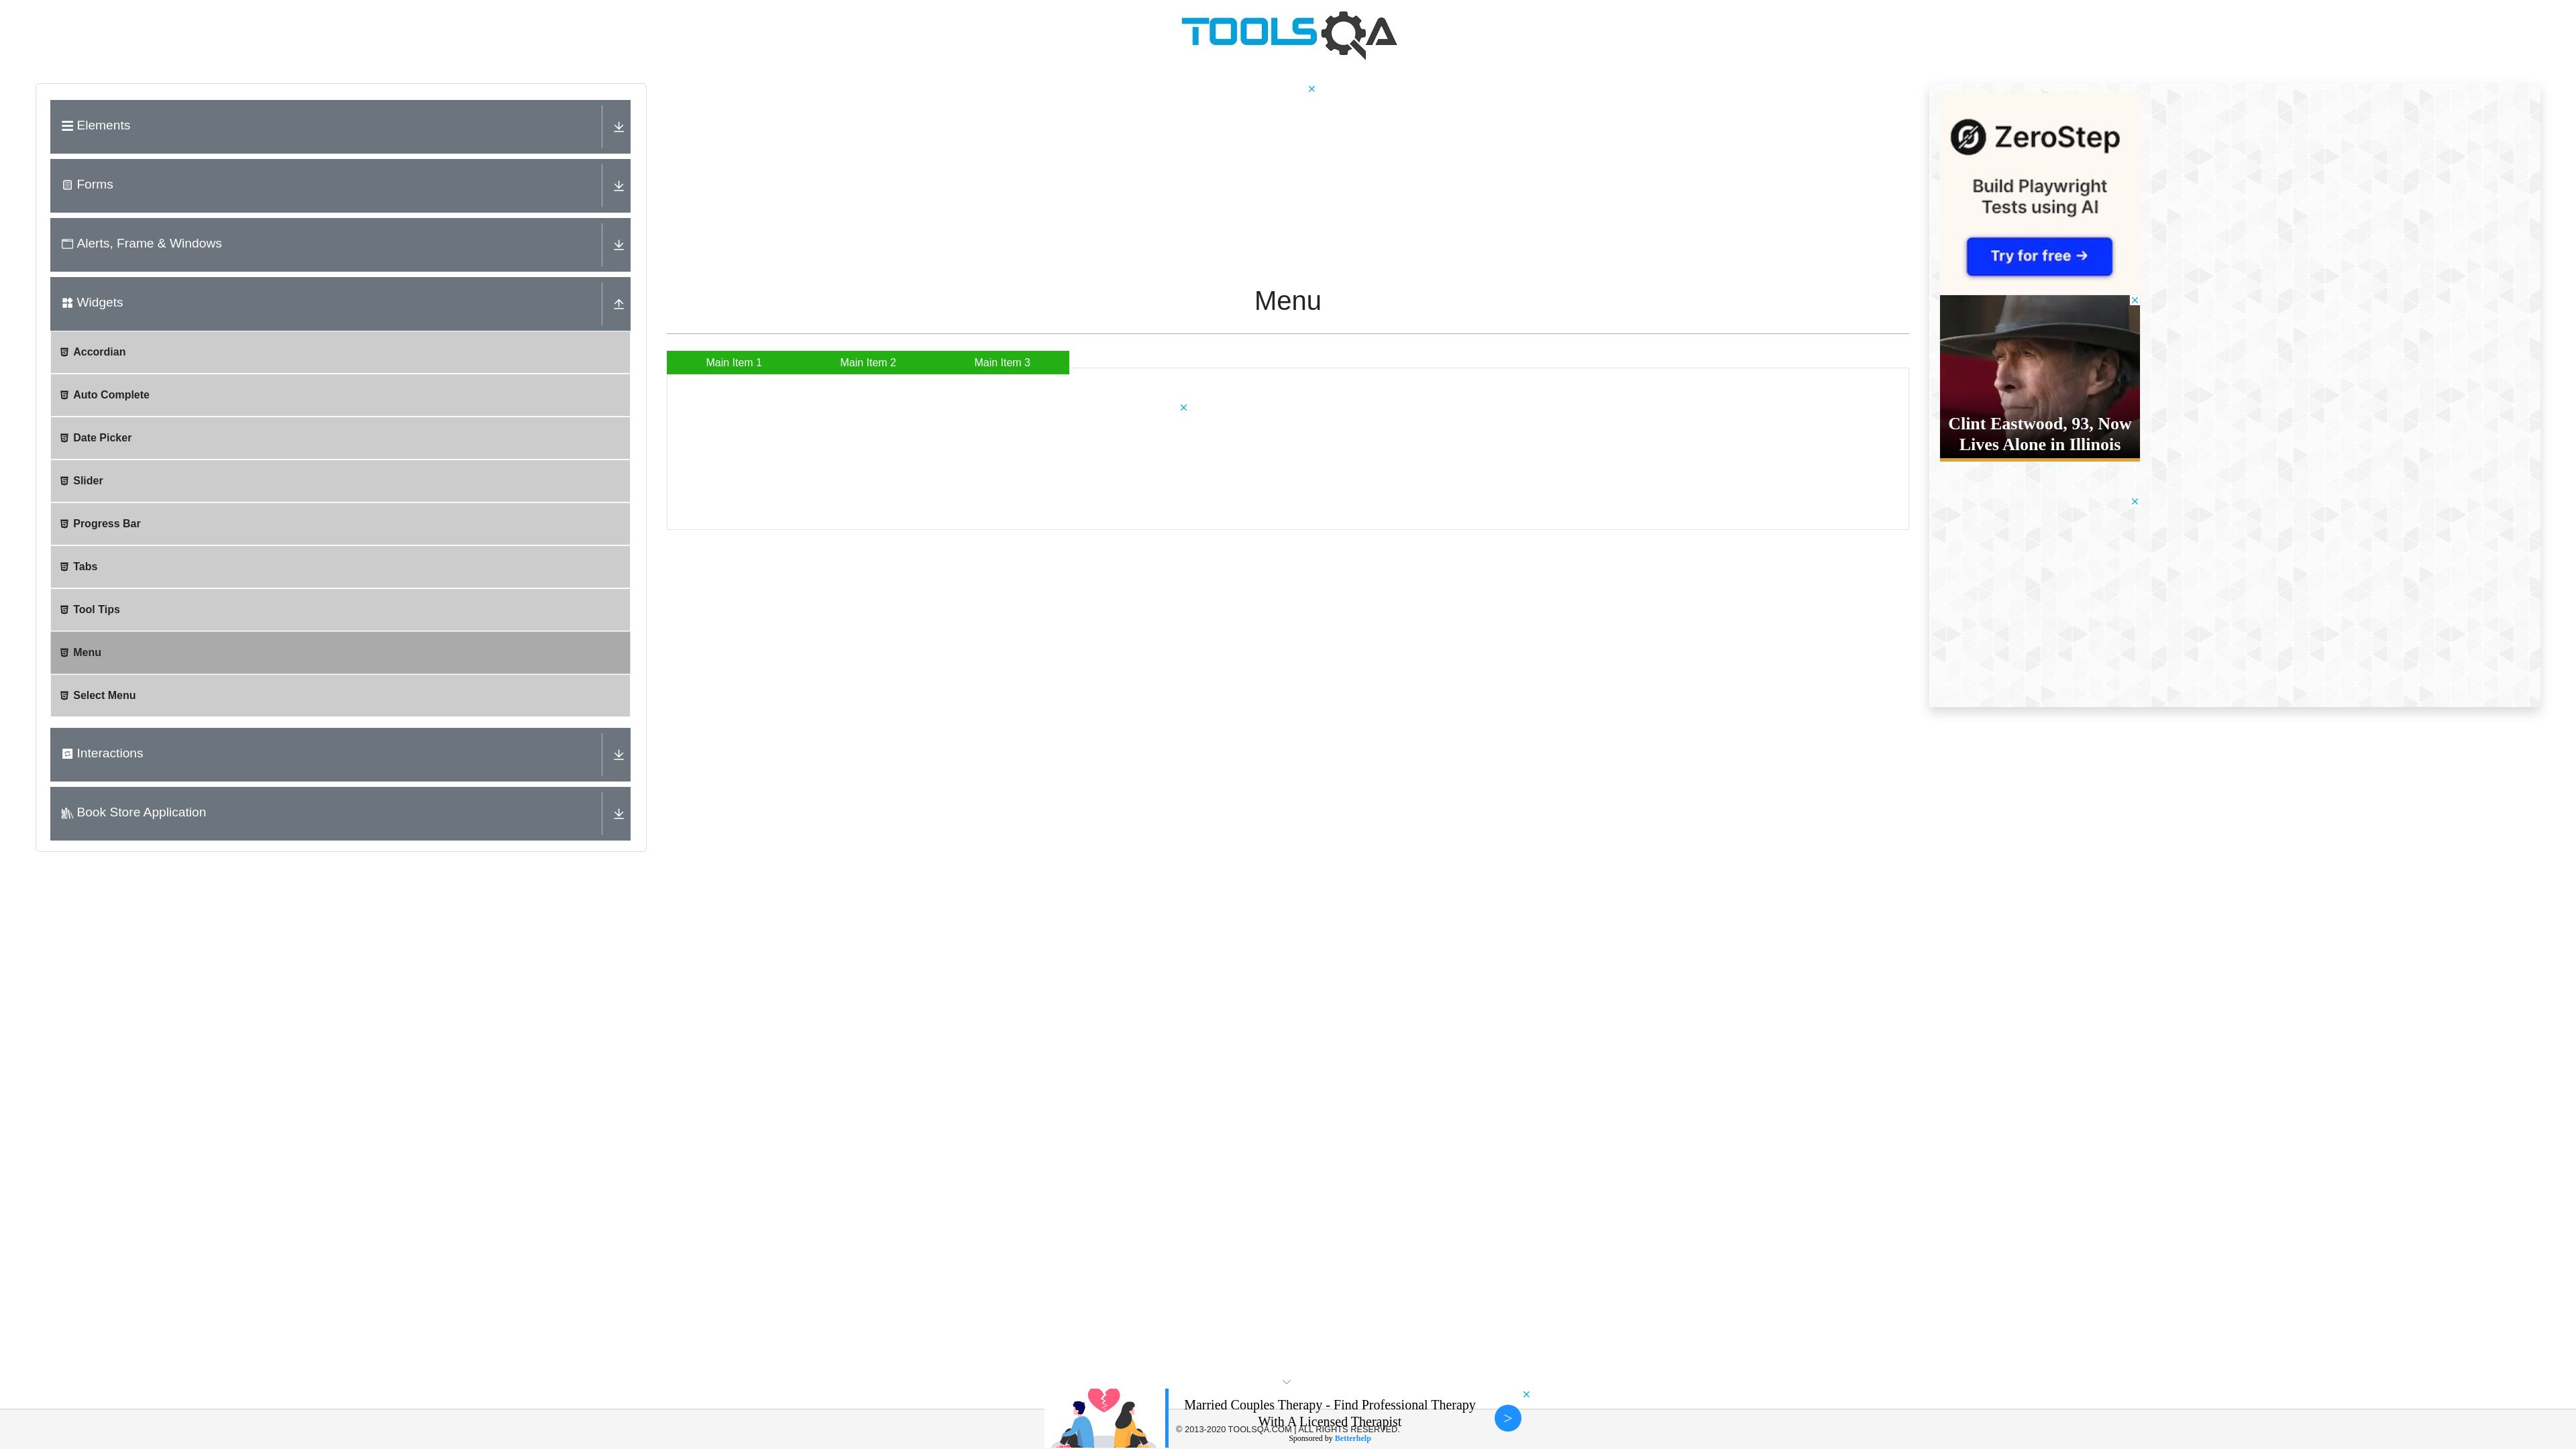 TOOLSQA
Elements
Forms
Alerts, Frame & Windows
Widgets
Accordian
Auto Complete
Date Picker
Slider
Progress Bar
Tabs
Tool Tips
Menu
Select Menu
Interactions
Book Store Application
Menu
Main Item 1 Main Item 2 Main Item 3
ZeroStep
Build Playwright
Tests using AI
Try for free →
Clint Eastwood, 93, Now
Lives Alone in Illinois
Married Couples Therapy - Find Professional Therapy
With A Licensed Therapist
© 2013-2020 TOOLSQA.COM | ALL RIGHTS RESERVED.
Sponsored by Betterhelp
>